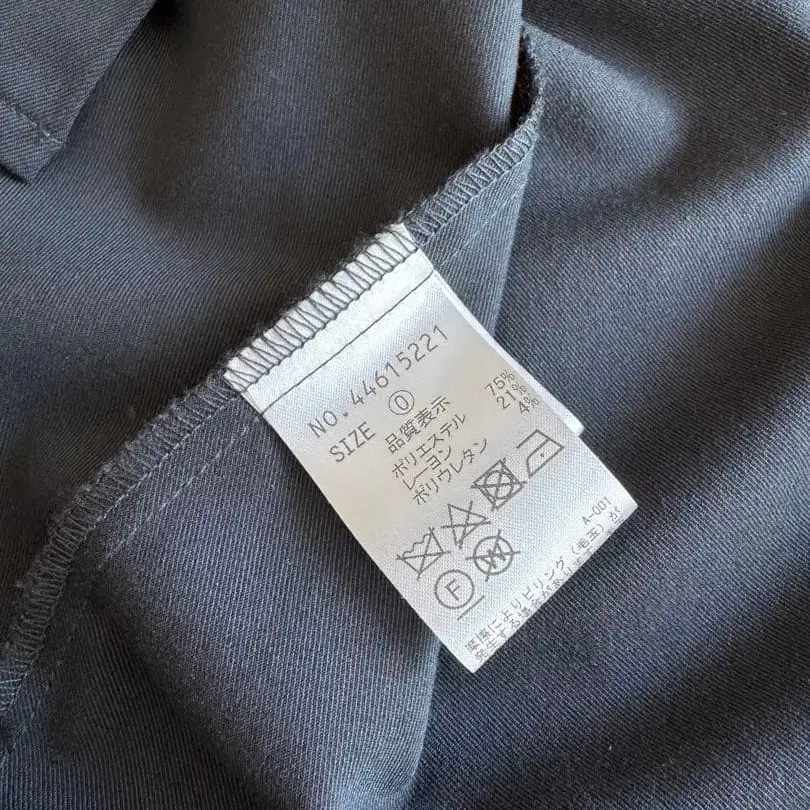 NO.44615221
SIZE 0
品質表示
ポリエステル 75%
レーヨン 21%
ポリウレタン 4%
F W
A-001
摩擦によりピリング(毛玉)が